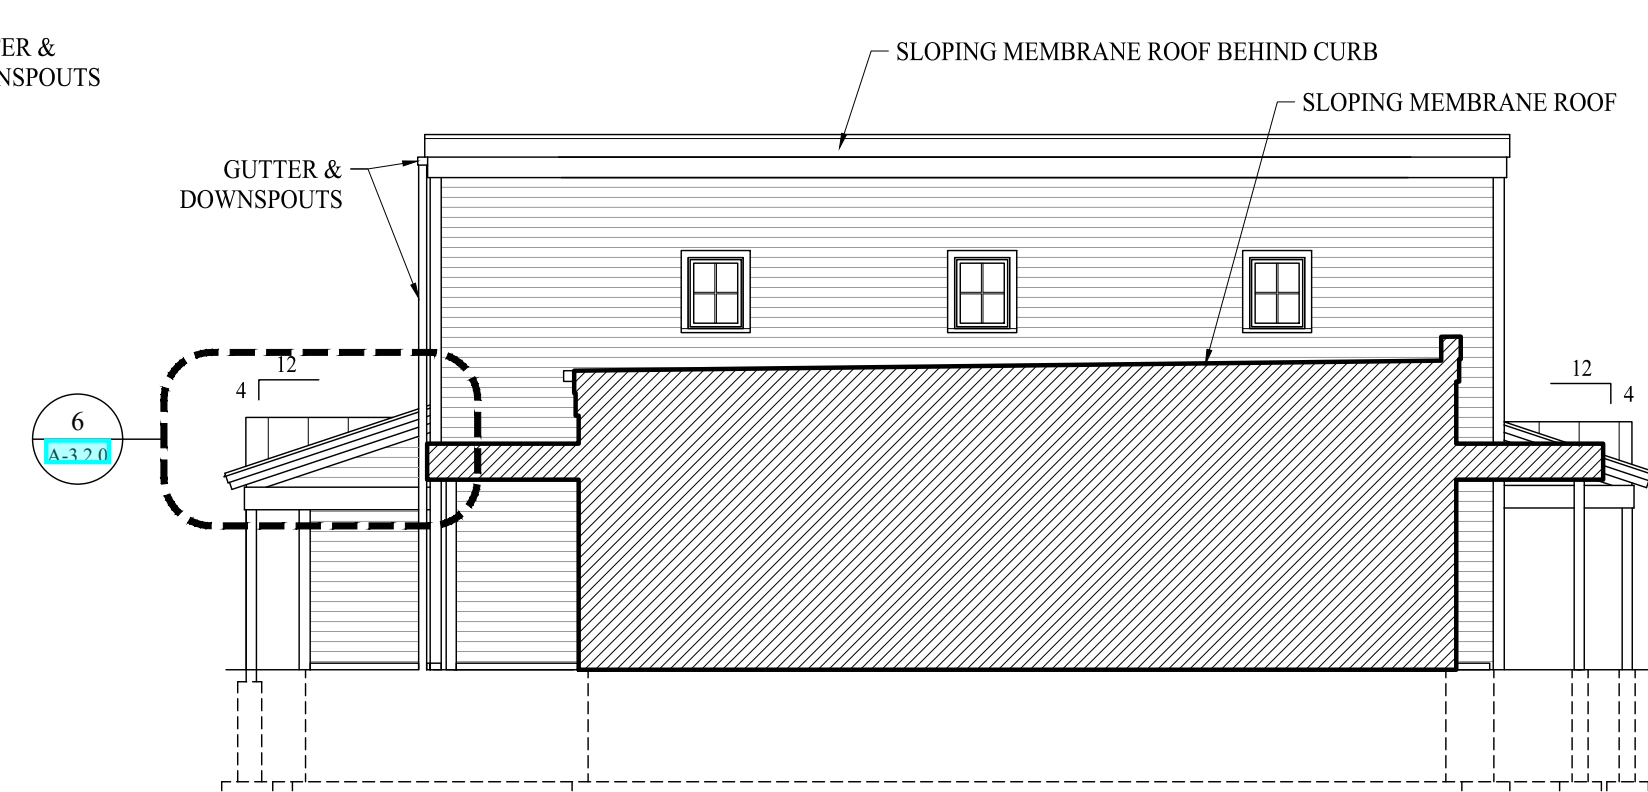 ER &
NSPOUTS
SLOPING MEMBRANE ROOF BEHIND CURB
SLOPING MEMBRANE ROOF
GUTTER &
DOWNSPOUTS
12
4
12
4
6
A-3.2.0